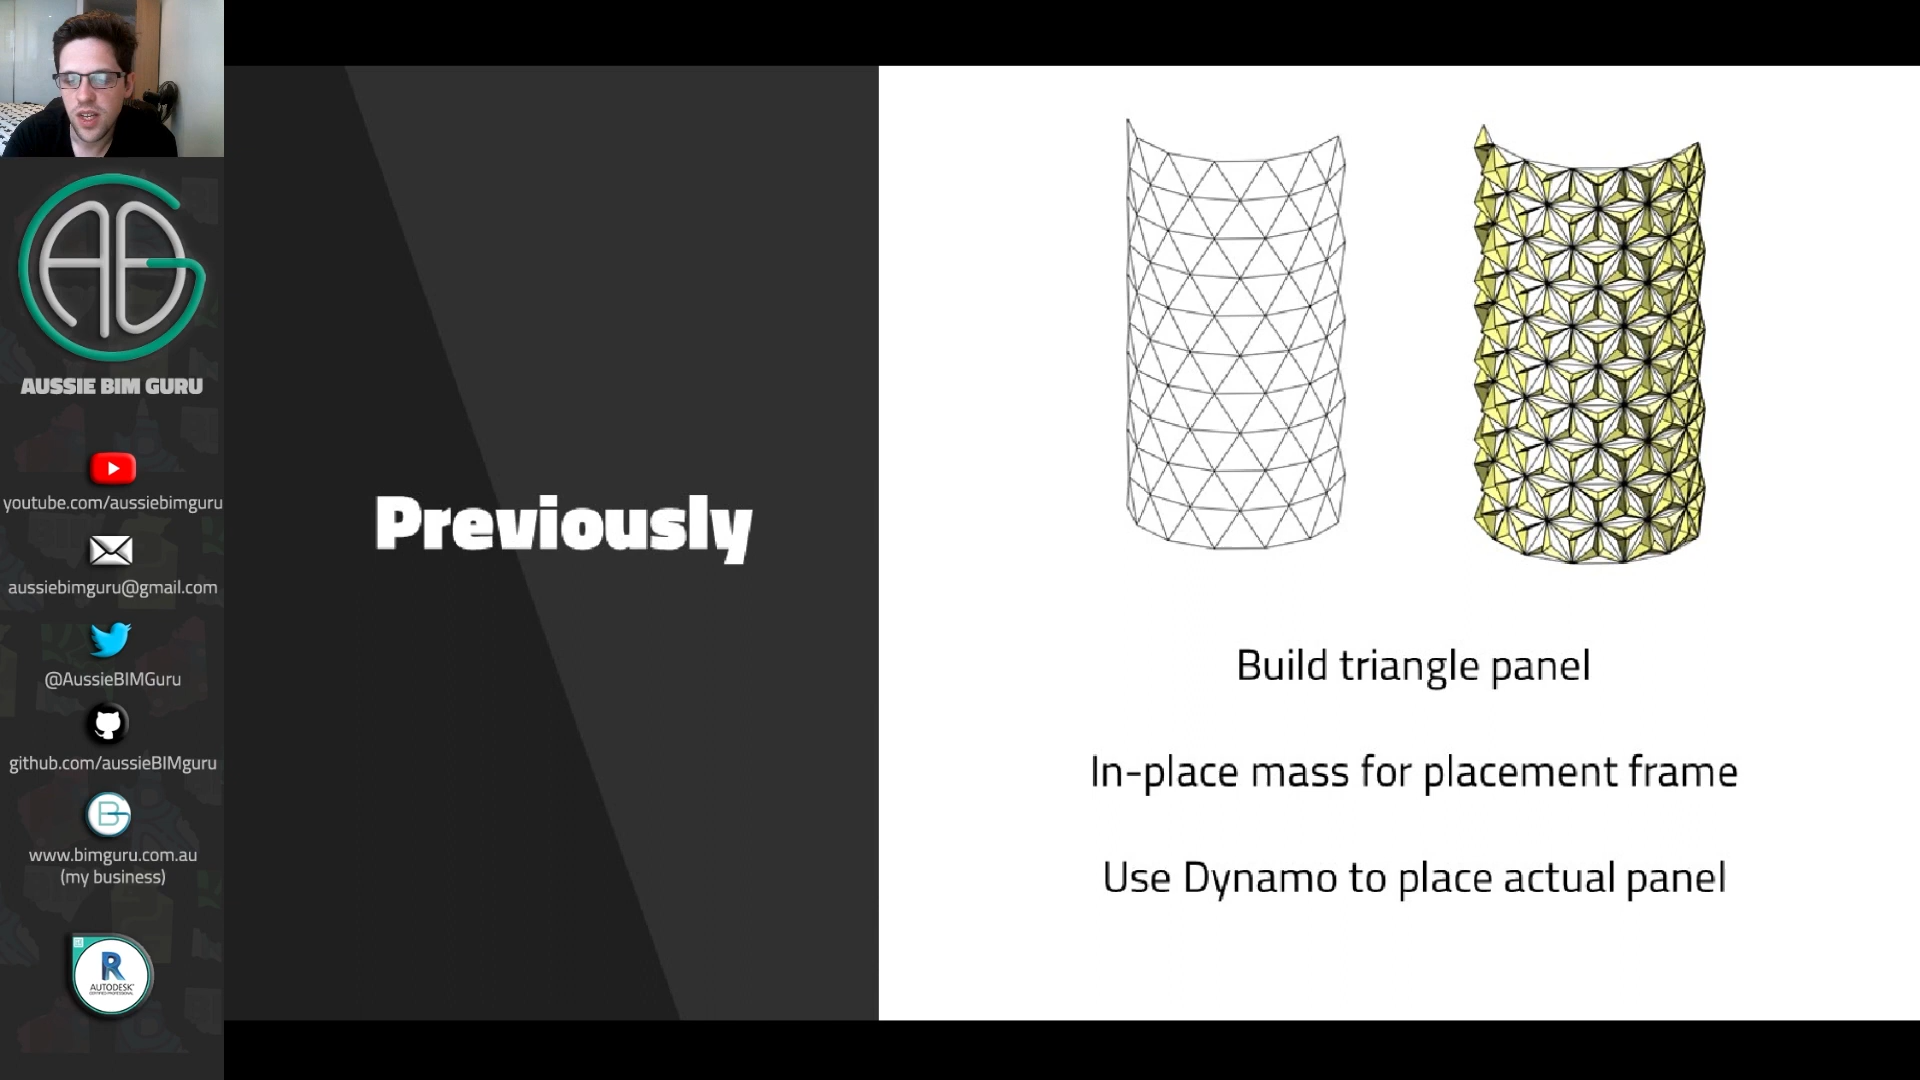 AUSSIE BIM GURU
youtube.com/aussiebimguru
aussiebimguru@gmail.com
@AussieBIMGuru
github.com/aussieBIMguru
www.bimguru.com.au
(my business)
R
AUTODESK
Previously
Build triangle panel
In-place mass for placement frame
Use Dynamo to place actual panel